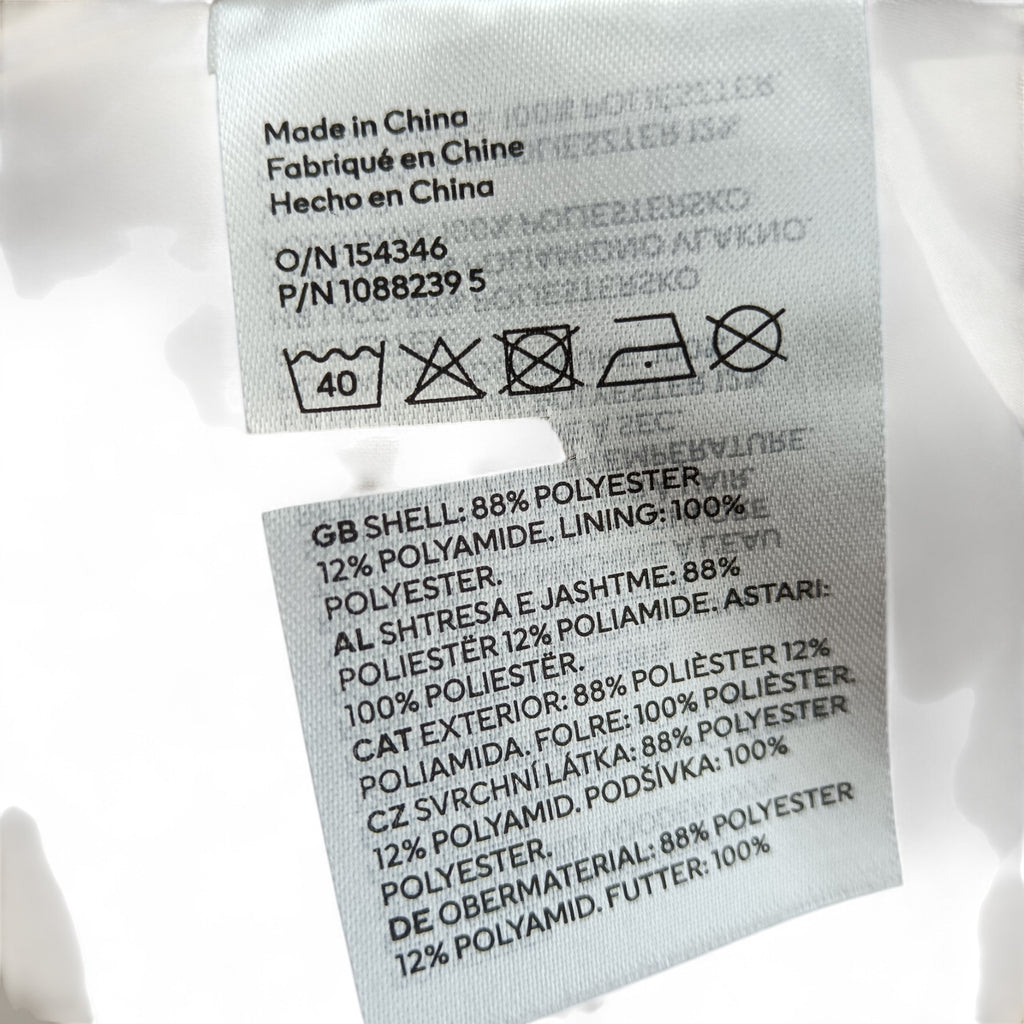 Made in China
Fabriqué en Chine
Hecho en China
O/N 154346
P/N 1088239 5
40
GB SHELL: 88% POLYESTER
12% POLYAMIDE. LINING: 100%
POLYESTER.
AL SHTRESA E JASHTME: 88%
POLIESTËR 12% POLIAMIDE. ASTARI:
100% POLIESTËR.
CAT EXTERIOR: 88% POLIÈSTER 12%
POLIAMIDA. FOLRE: 100% POLIÈSTER.
CZ SVRCHNÍ LÁTKA: 88% POLYESTER
12% POLYAMID. PODŠÍVKA: 100%
POLYESTER.
DE OBERMATERIAL: 88% POLYESTER
12% POLYAMID. FUTTER: 100%